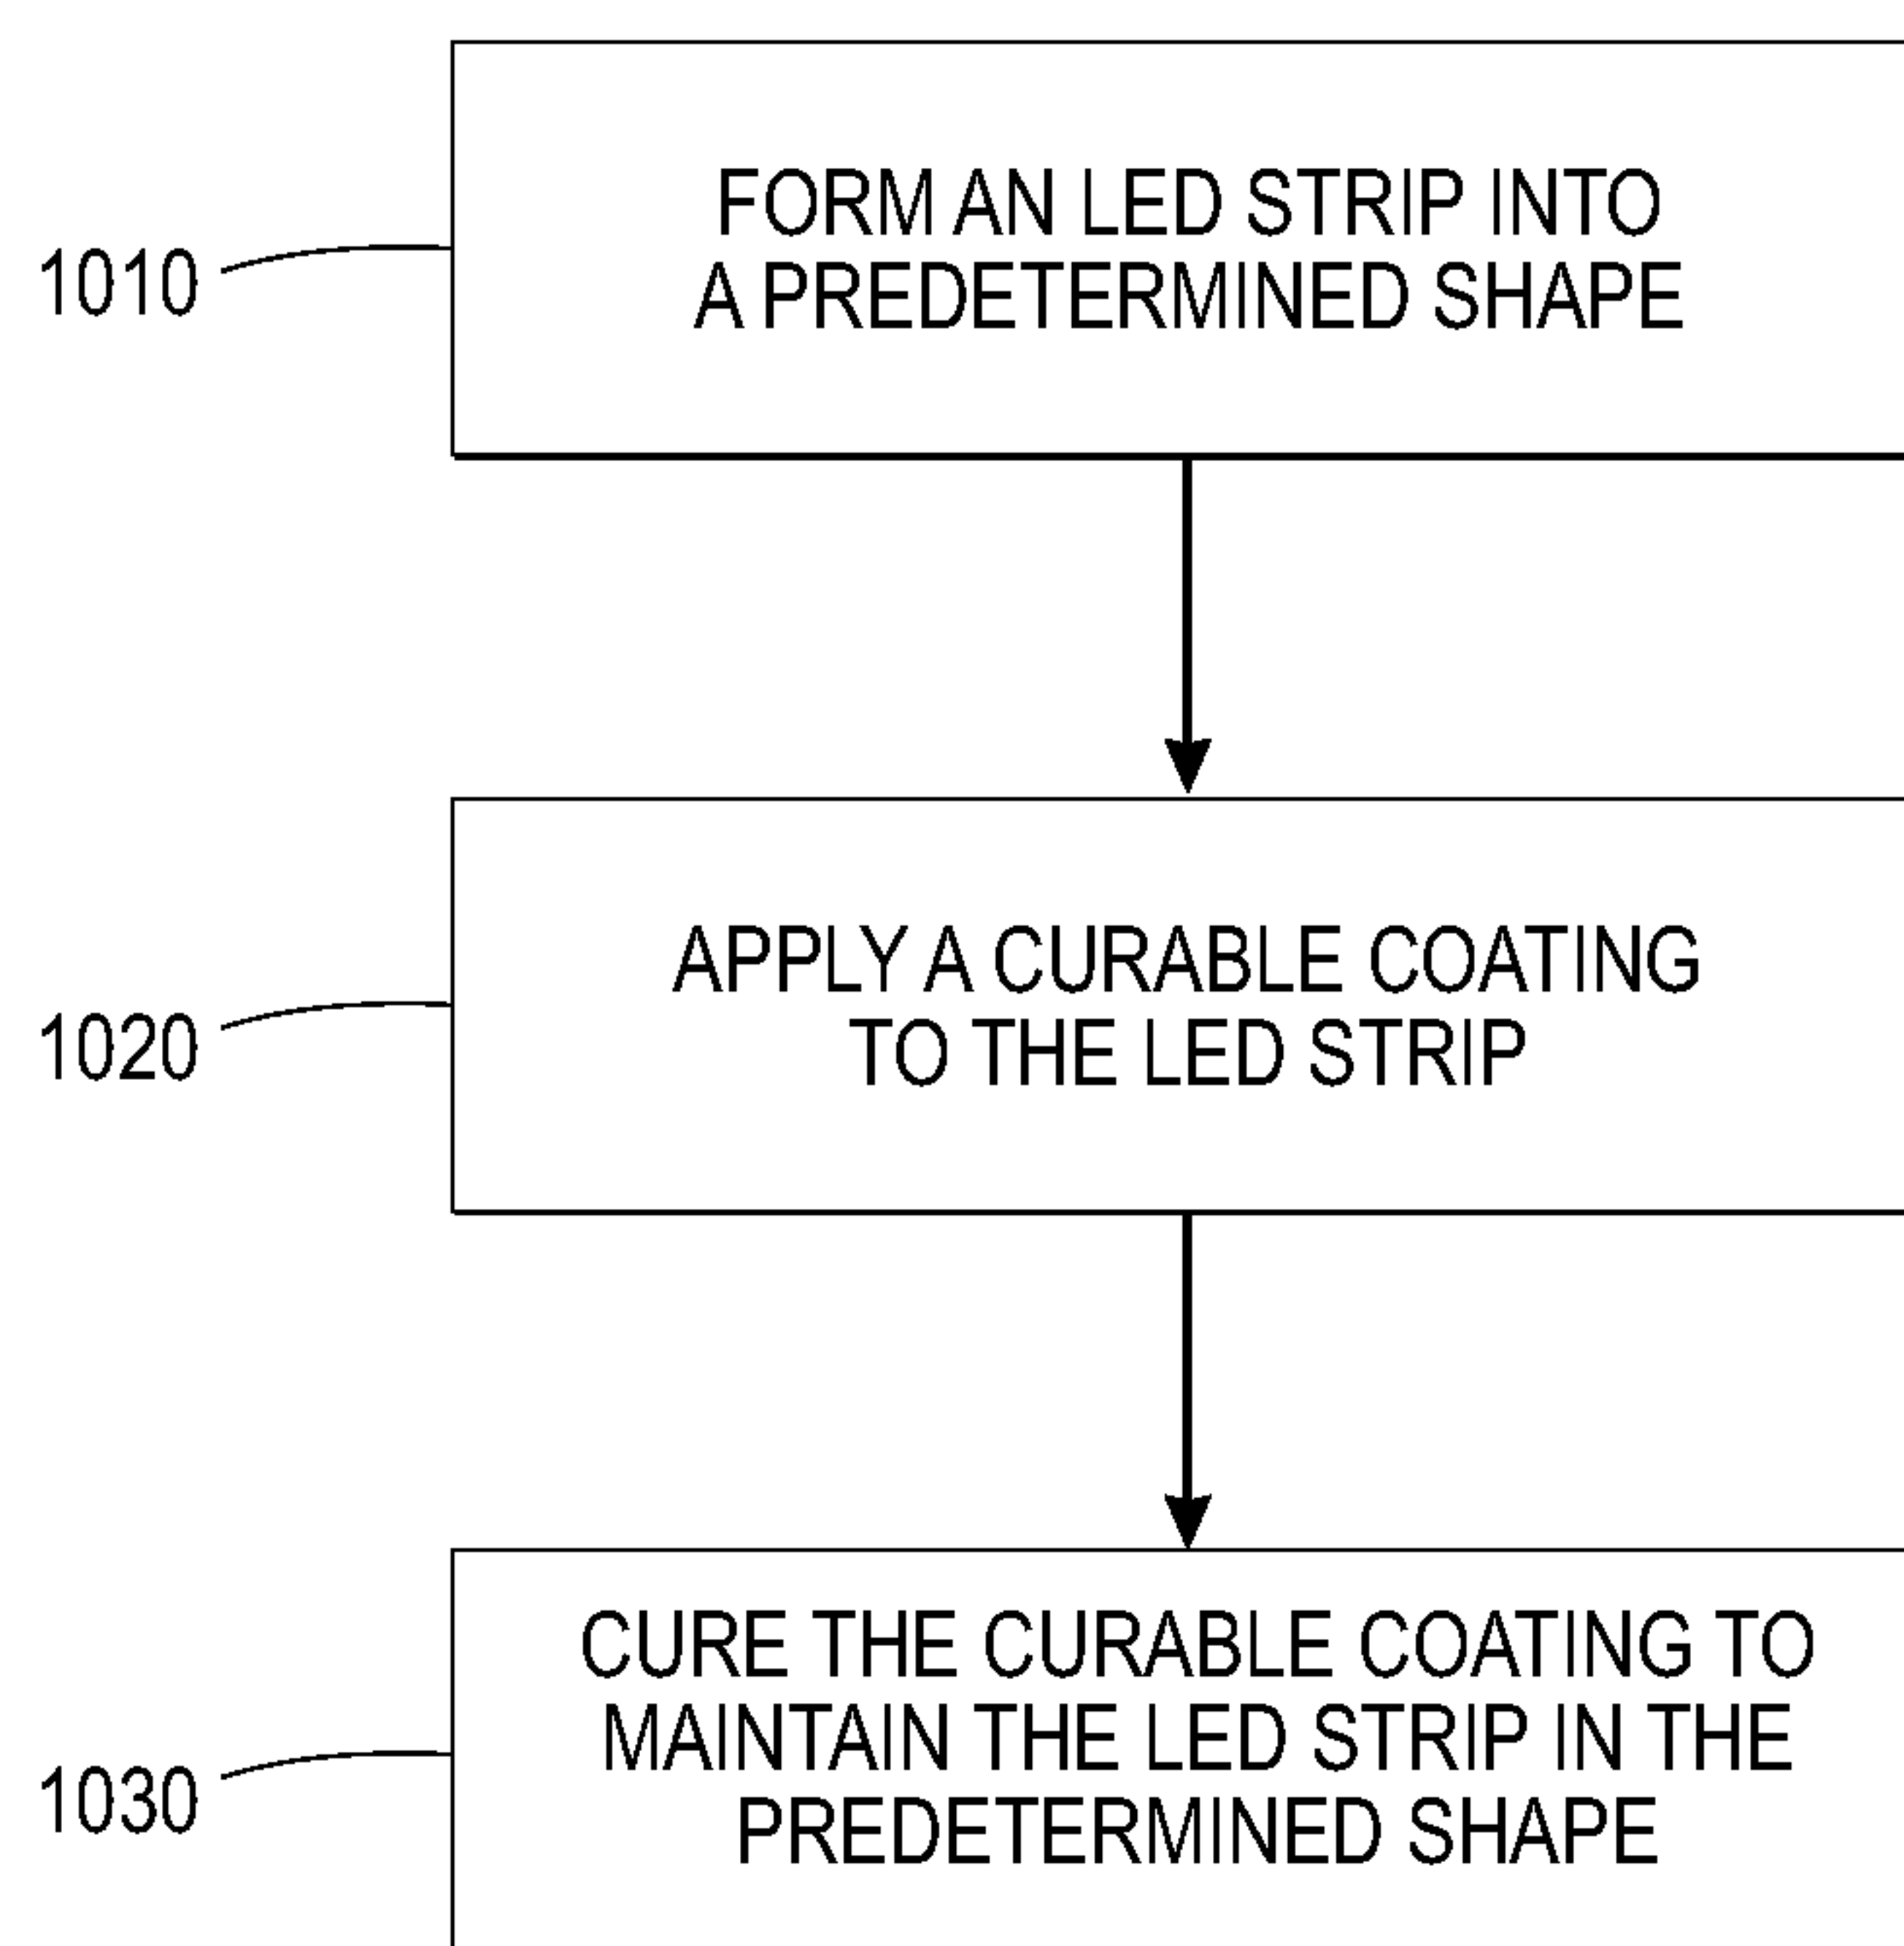 1010
FORM AN LED STRIP INTO
A PREDETERMINED SHAPE
1020
APPLY A CURABLE COATING
TO THE LED STRIP
1030
CURE THE CURABLE COATING TO
MAINTAIN THE LED STRIP IN THE
PREDETERMINED SHAPE